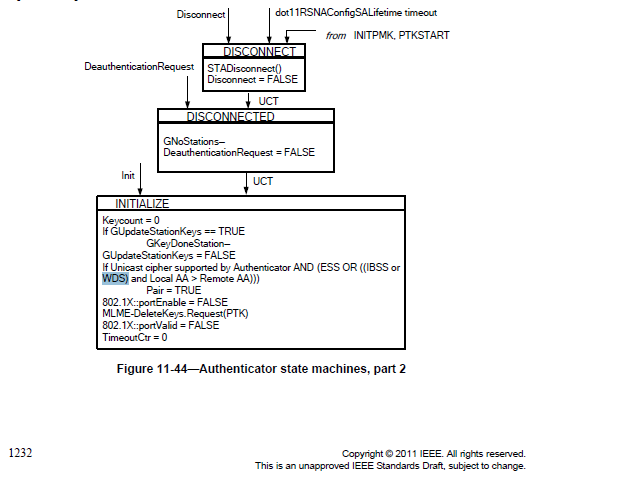 Disconnect
dot11RSNAConfigSALifetime timeout
from INITPMK, PTKSTART
DISCONNECT
DeauthenticationRequest
STADisconnect()
Disconnect = FALSE
UCT
DISCONNECTED
GNoStations–
DeauthenticationRequest = FALSE
Init
UCT
INITIALIZE
Keycount = 0
If GUpdateStationKeys == TRUE
GKeyDoneStation–
GUpdateStationKeys = FALSE
If Unicast cipher supported by Authenticator AND (ESS OR ((IBSS or
WDS) and Local AA > Remote AA)))
Pair = TRUE
802.1X::portEnable = FALSE
MLME-DeleteKeys.Request(PTK)
802.1X::portValid = FALSE
TimeoutCtr = 0
Figure 11-44—Authenticator state machines, part 2
1232
Copyright © 2011 IEEE. All rights reserved.
This is an unapproved IEEE Standards Draft, subject to change.